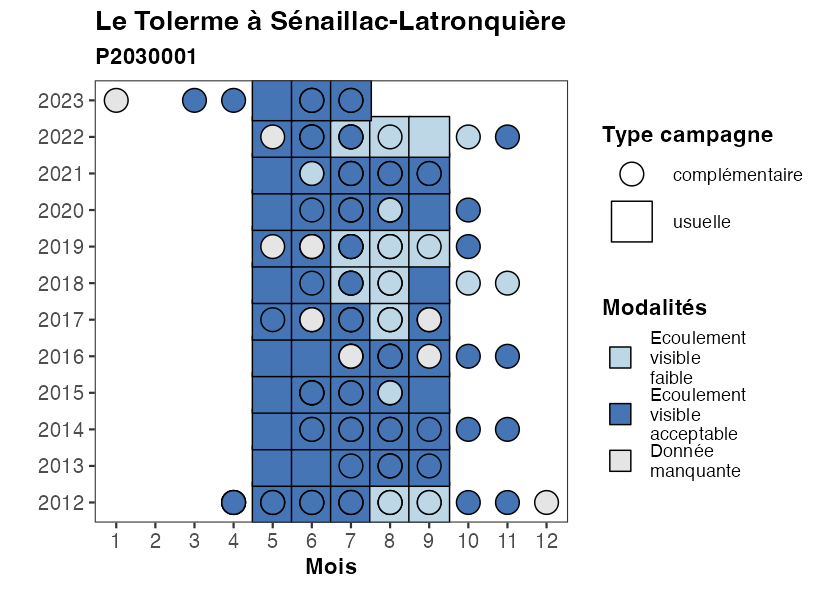 Le Tolerme à Sénaillac-Latronquière
P2030001
2023
2022
2021
2020
2019
2018
2017
2016
2015
2014
2013
2012
1 2 3 4 5 6 7 8 9 10 11 12
Mois
Type campagne
complémentaire
usuelle
Modalités
Ecoulement
visible
faible
Ecoulement
visible
acceptable
Donnée
manquante